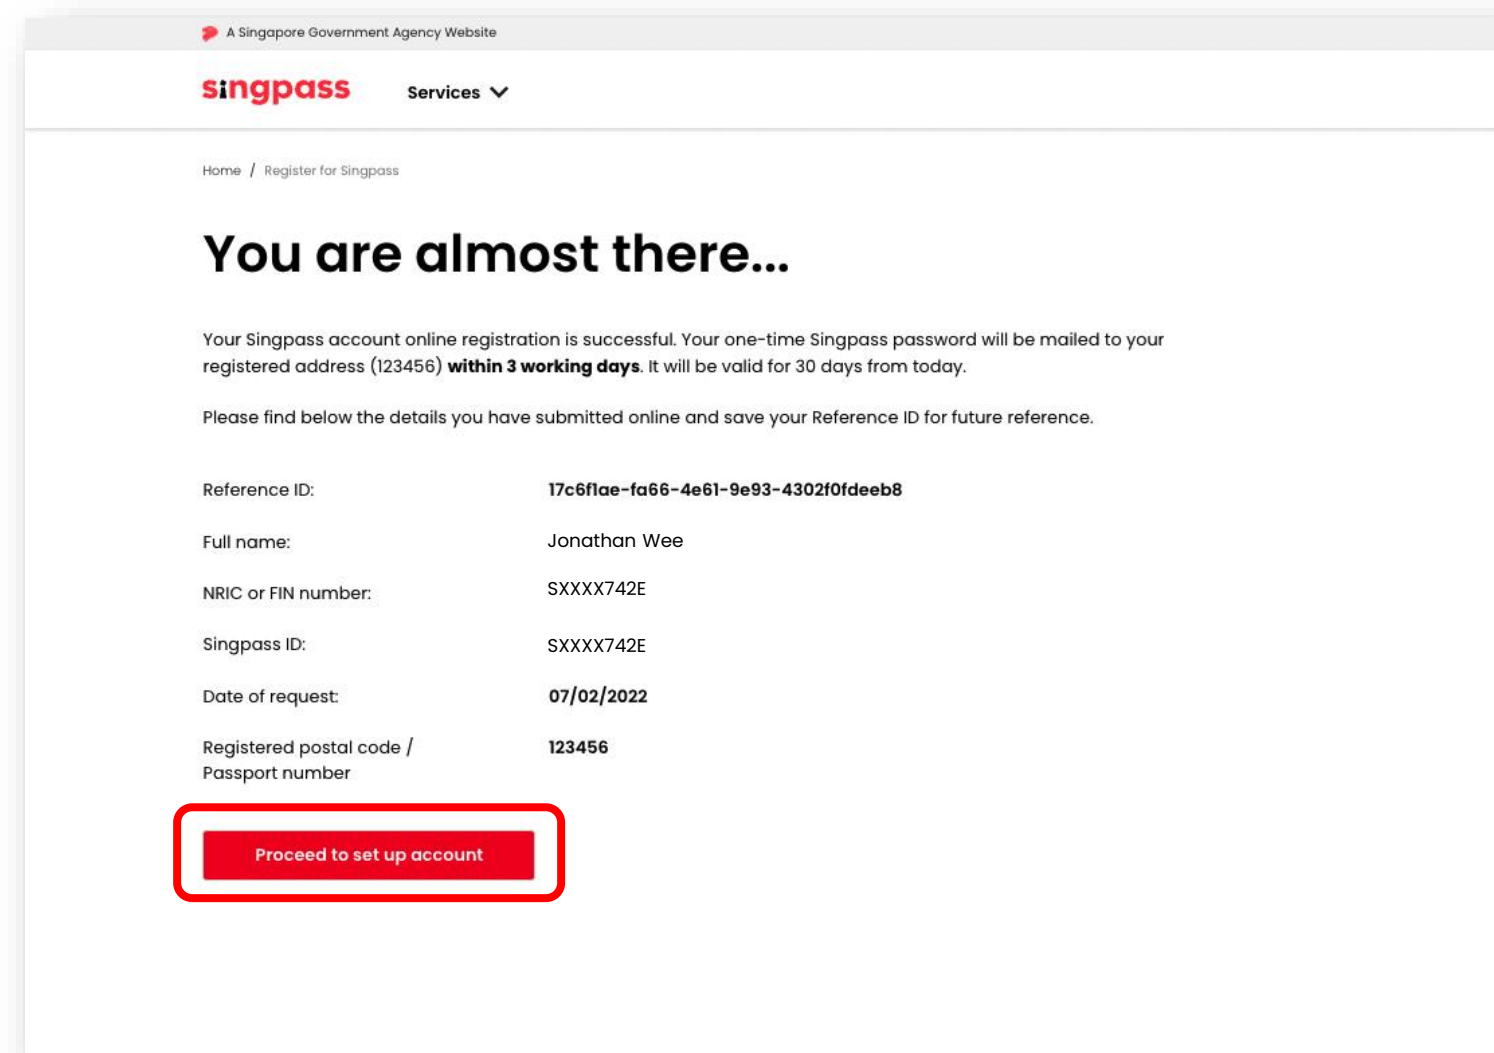 A Singapore Government Agency Website
singpass
Services
Home / Register for Singpass
You are almost there...
Your Singpass account online registration is successful. Your one-time Singpass password will be mailed to your
registered address (123456) within 3 working days. It will be valid for 30 days from today.
Please find below the details you have submitted online and save your Reference ID for future reference.
Reference ID: 17c6f1ae-fa66-4e61-9e93-4302f0fdeeb8
Full name: Jonathan Wee
NRIC or FIN number: SXXXX742E
Singpass ID: SXXXX742E
Date of request: 07/02/2022
Registered postal code / 123456
Passport number
Proceed to set up account